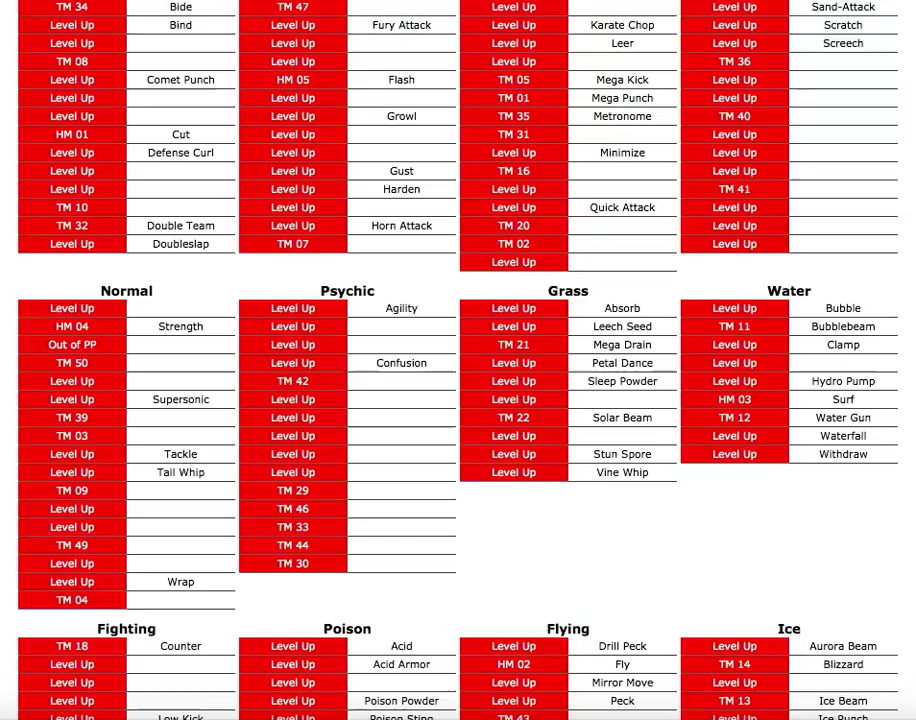 TM 34 Bide TM 47 Level Up Level Up Sand-Attack
Level Up Bind Level Up Fury Attack Level Up Karate Chop Level Up Scratch
Level Up Level Up Level Up Leer Level Up Screech
TM 08 Level Up Level Up TM 36
Level Up Comet Punch HM 05 Flash TM 05 Mega Kick Level Up
Level Up Level Up TM 01 Mega Punch Level Up
Level Up Level Up Growl TM 35 Metronome TM 40
HM 01 Cut Level Up TM 31 Level Up
Level Up Defense Curl Level Up Level Up Minimize Level Up
Level Up Level Up Gust TM 16 Level Up
Level Up Level Up Harden Level Up TM 41
TM 10 Level Up Level Up Quick Attack Level Up
TM 32 Double Team Level Up Horn Attack TM 20 Level Up
Level Up Doubleslap TM 07 TM 02 Level Up
Level Up
Normal Psychic Grass Water
Level Up Level Up Agility Level Up Absorb Level Up Bubble
HM 04 Strength Level Up Level Up Leech Seed TM 11 Bubblebeam
Out of PP Level Up TM 21 Mega Drain Level Up Clamp
TM 50 Level Up Confusion Level Up Petal Dance Level Up
Level Up TM 42 Level Up Sleep Powder Level Up Hydro Pump
Level Up Supersonic Level Up Level Up HM 03 Surf
TM 39 Level Up TM 22 Solar Beam TM 12 Water Gun
TM 03 Level Up Level Up Level Up Waterfall
Level Up Tackle Level Up Level Up Stun Spore Level Up Withdraw
Level Up Tail Whip Level Up Level Up Vine Whip
TM 09 TM 29
Level Up TM 46
Level Up TM 33
TM 49 TM 44
Level Up TM 30
Level Up Wrap
TM 04
Fighting Poison Flying Ice
TM 18 Counter Level Up Acid Level Up Drill Peck Level Up Aurora Beam
Level Up Level Up Acid Armor HM 02 Fly TM 14 Blizzard
Level Up Level Up Level Up Mirror Move Level Up
Level Up Level Up Poison Powder Level Up Peck TM 13 Ice Beam
Level Up Low Kick Level Up Poison Sting TM 43 Level Up Ice Punch